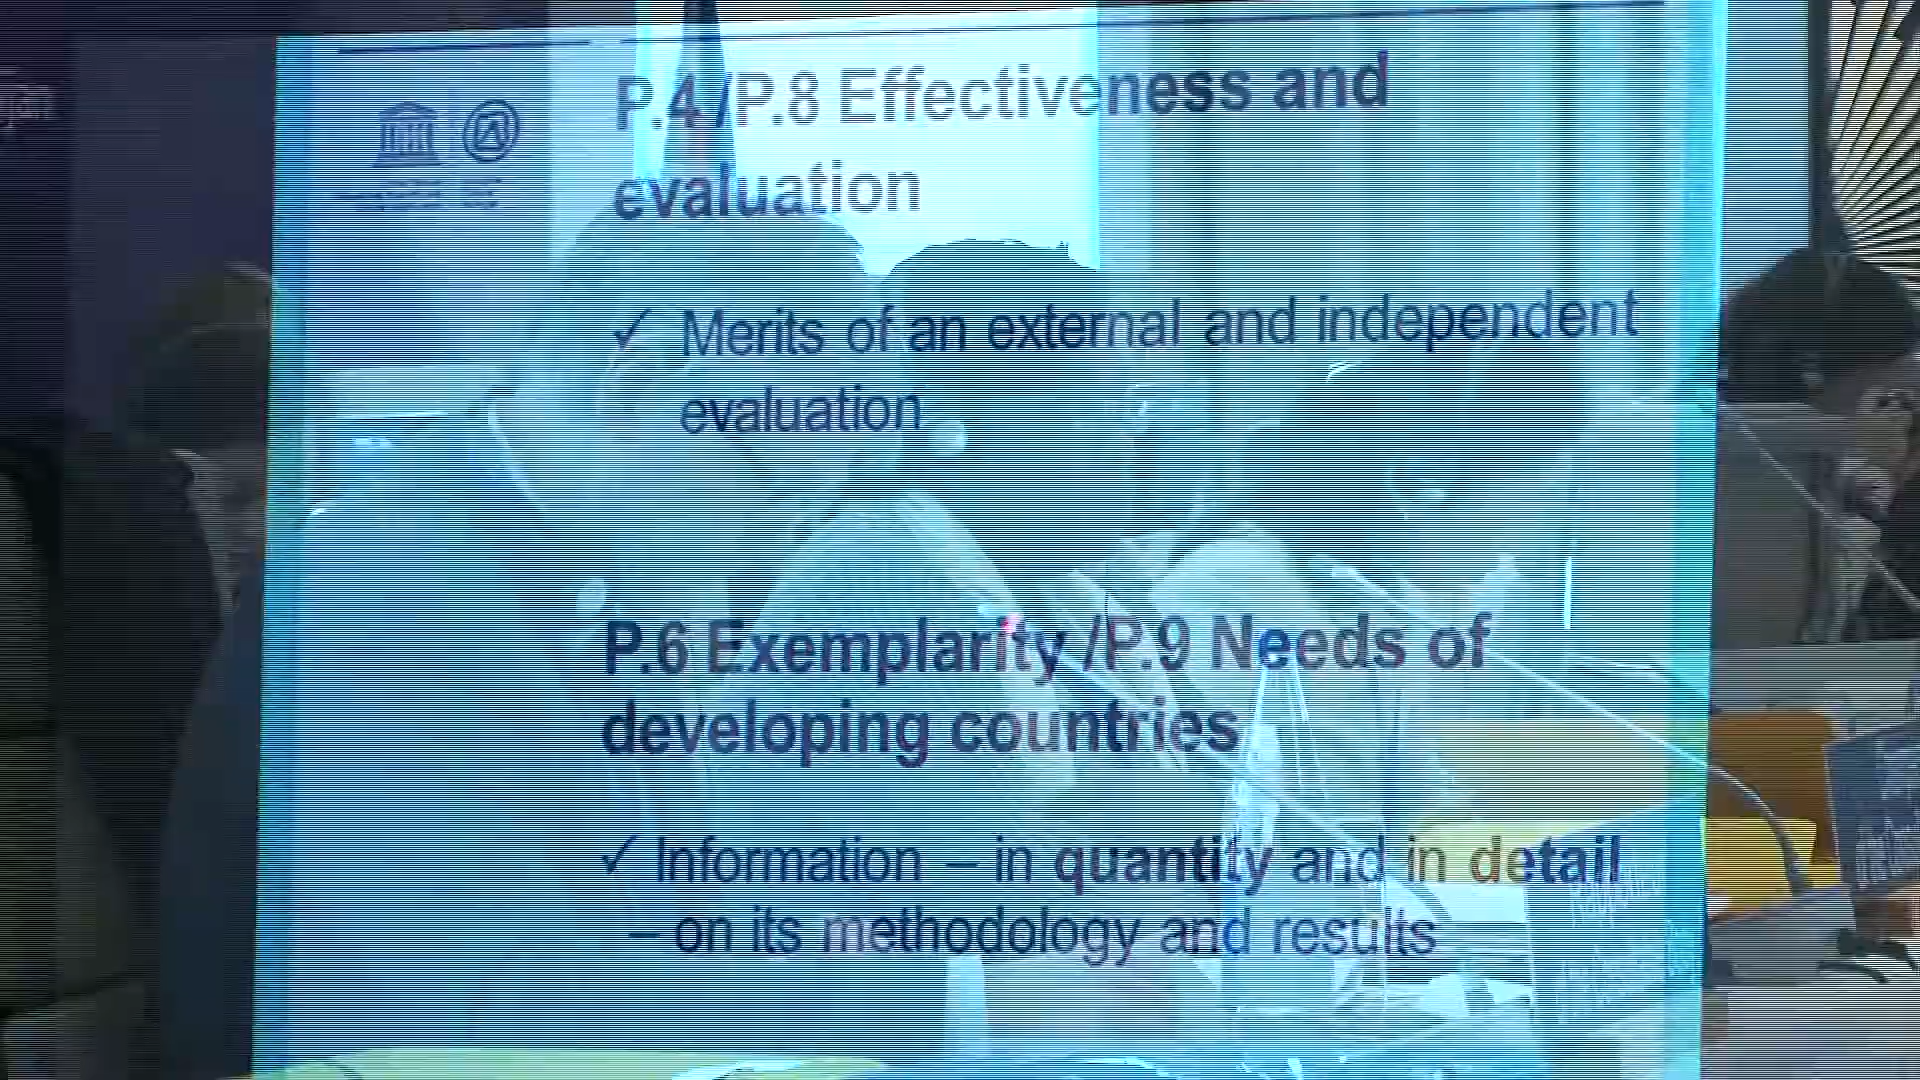 P.4 /P.8 Effectiveness and
evaluation
✓ Merits of an external and independent
evaluation
P.6 Exemplarity /P.9 Needs of
developing countries
✓ Information – in quantity and in detail
– on its methodology and results